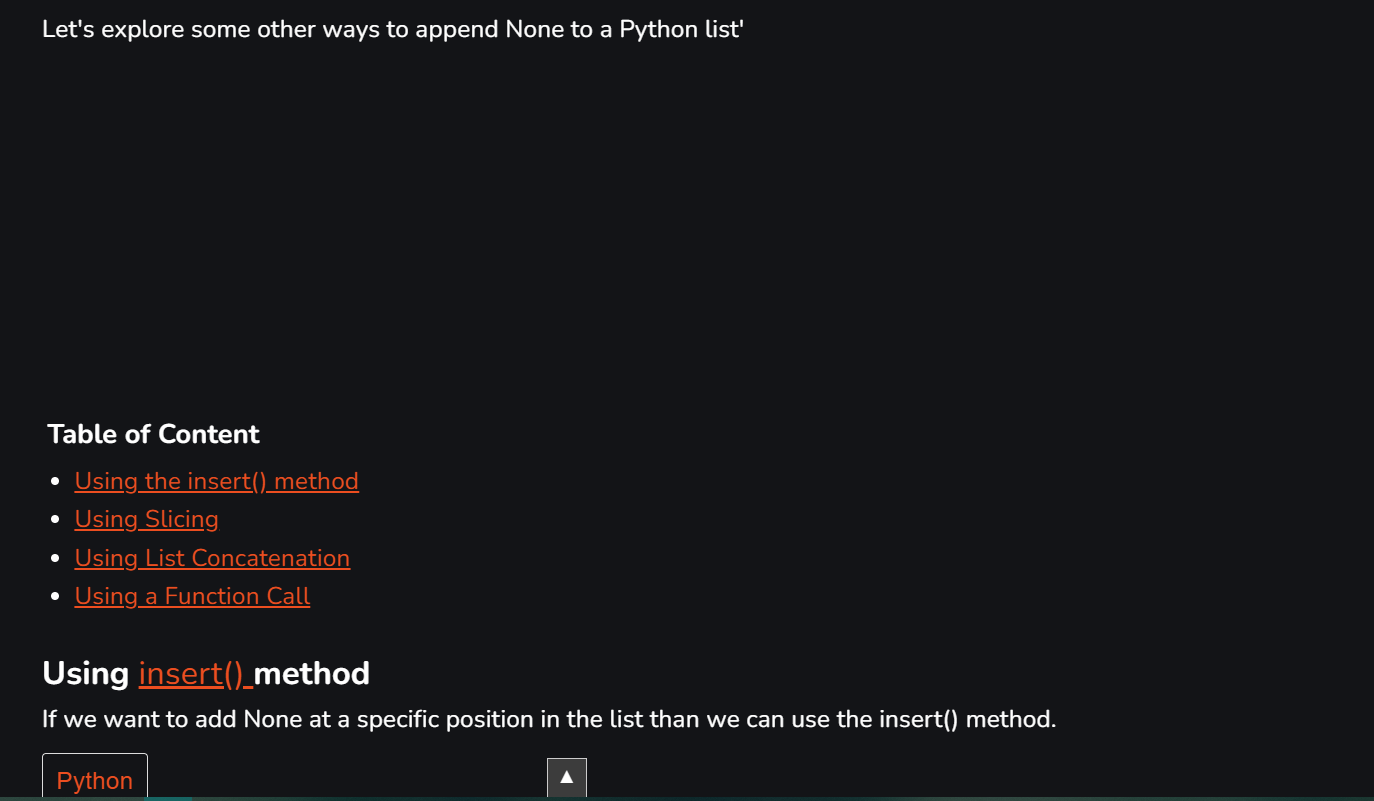 Let's explore some other ways to append None to a Python list'
Table of Content
Using the insert() method
Using Slicing
Using List Concatenation
Using a Function Call
Using insert() method
If we want to add None at a specific position in the list than we can use the insert() method.
Python